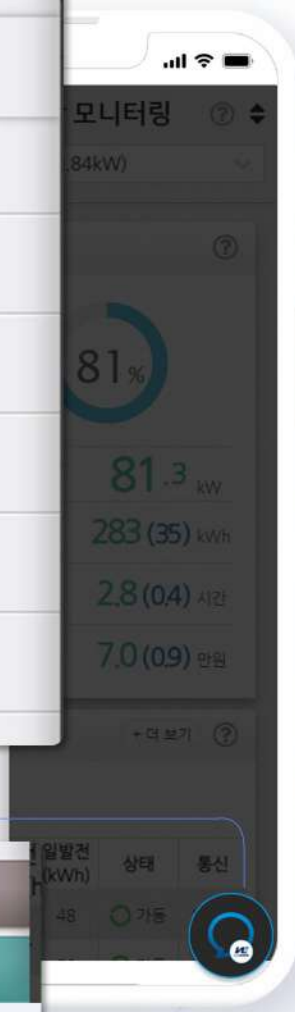 모니터링
.84kW)
81%
81.3 kW
283 (35) kWh
2.8 (0.4) 시간
7.0 (0.9) 만원
+ 더 보기
일발전
(kWh)
상태
통신
48
가동